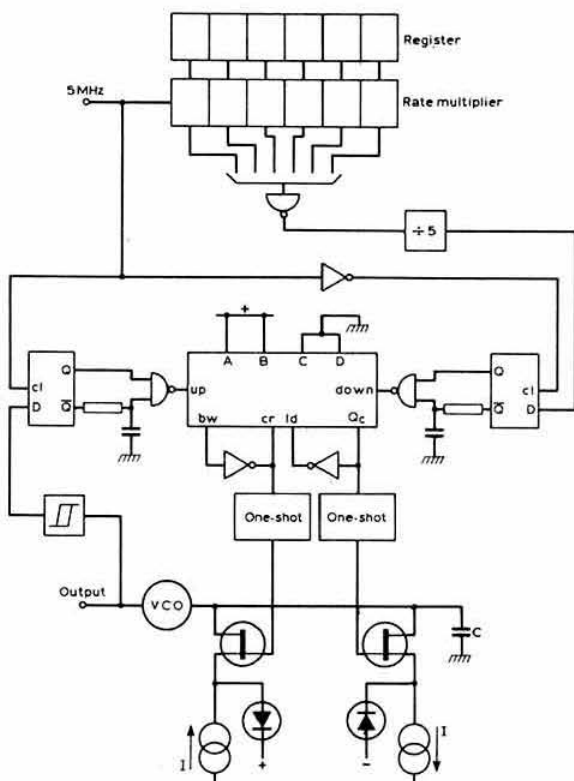 Register
5MHz
Rate multiplier
÷5
+
A B C D
cl Q up down Q cl
D Q̅ Q̅ D
bw cr ld Qc
One-shot One-shot
Output VCO
C
I + − I